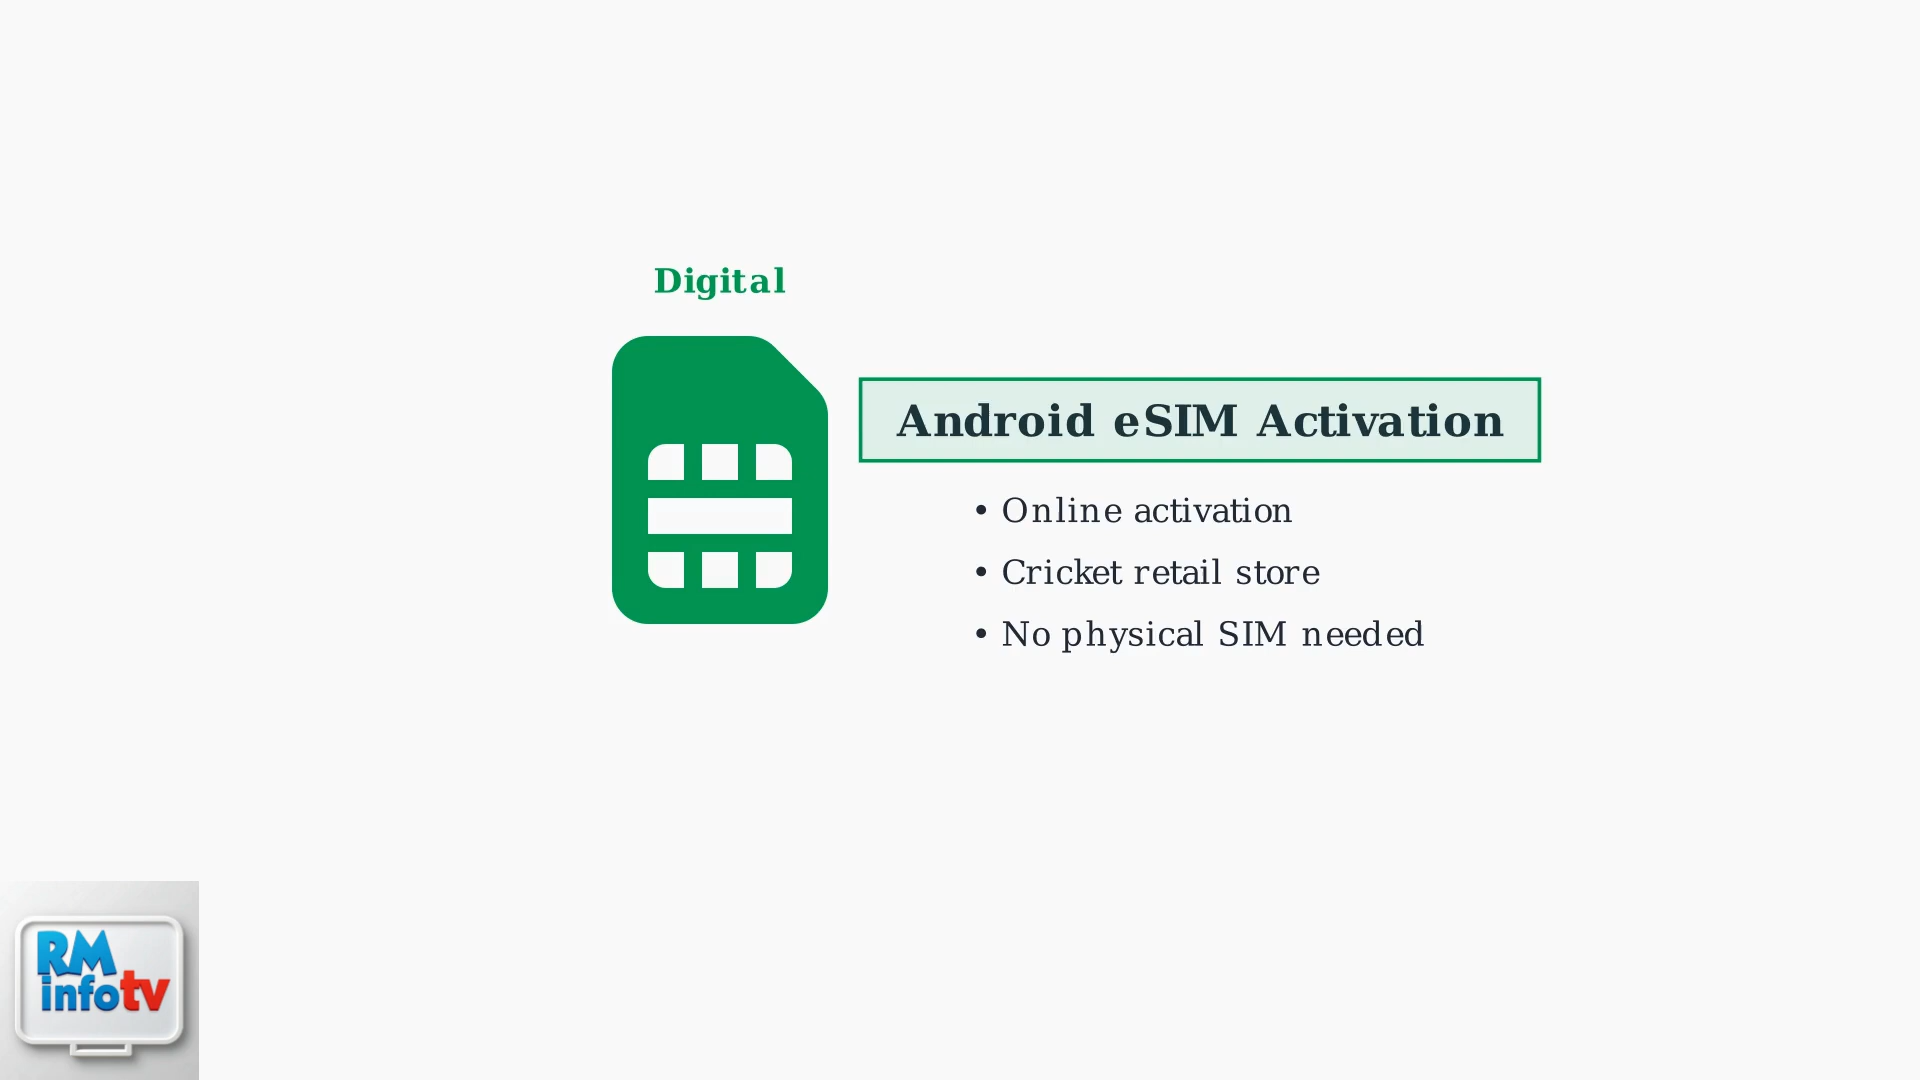 Digital
Android eSIM Activation
• Online activation
• Cricket retail store
• No physical SIM needed
RM
infotv